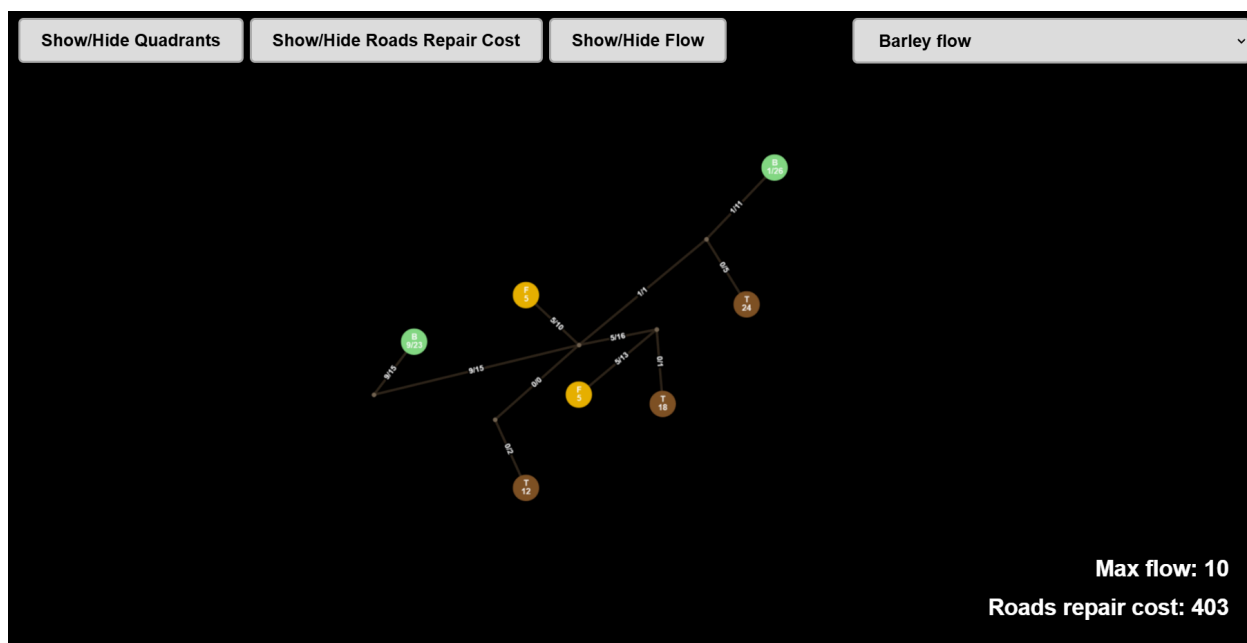 Show/Hide Quadrants
Show/Hide Roads Repair Cost
Show/Hide Flow
Barley flow
B
1/26
1/11
0/5
T
24
1/1
F
5
5/10
5/16
B
9/23
9/15
9/15
5/13
0/1
0/0
F
5
T
18
0/2
T
12
Max flow: 10
Roads repair cost: 403